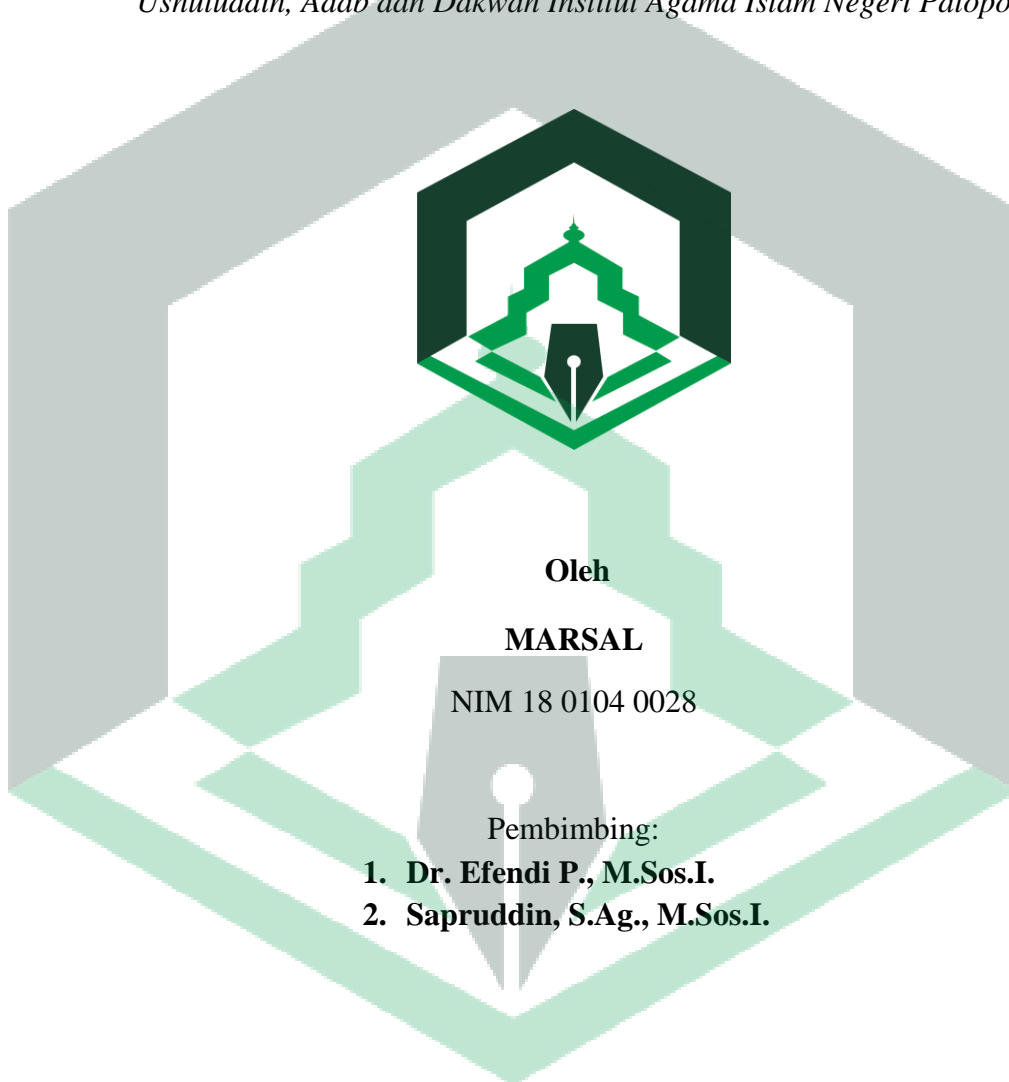 Ushuluddin, Adab dan Dakwah Institut Agama Islam Negeri Palopo
Oleh
MARSAL
NIM 18 0104 0028
Pembimbing:
1. Dr. Efendi P., M.Sos.I.
2. Sapruddin, S.Ag., M.Sos.I.